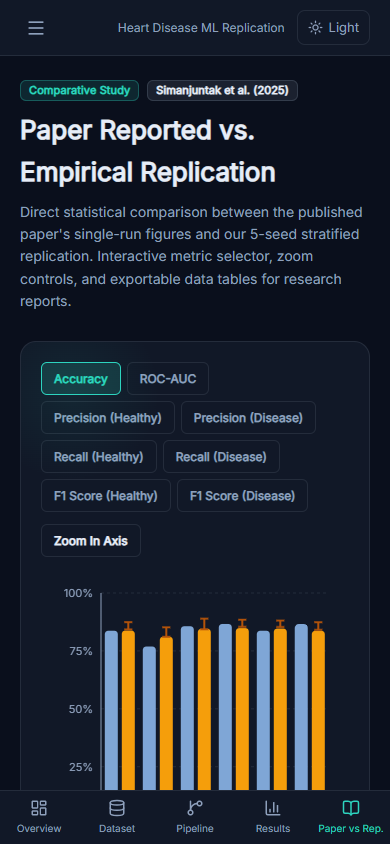 Heart Disease ML Replication
Light
Comparative Study
Simanjuntak et al. (2025)
Paper Reported vs.
Empirical Replication
Direct statistical comparison between the published
paper's single-run figures and our 5-seed stratified
replication. Interactive metric selector, zoom
controls, and exportable data tables for research
reports.
Accuracy
ROC-AUC
Precision (Healthy)
Precision (Disease)
Recall (Healthy)
Recall (Disease)
F1 Score (Healthy)
F1 Score (Disease)
Zoom In Axis
100%
75%
50%
25%
Overview
Dataset
Pipeline
Results
Paper vs Rep.